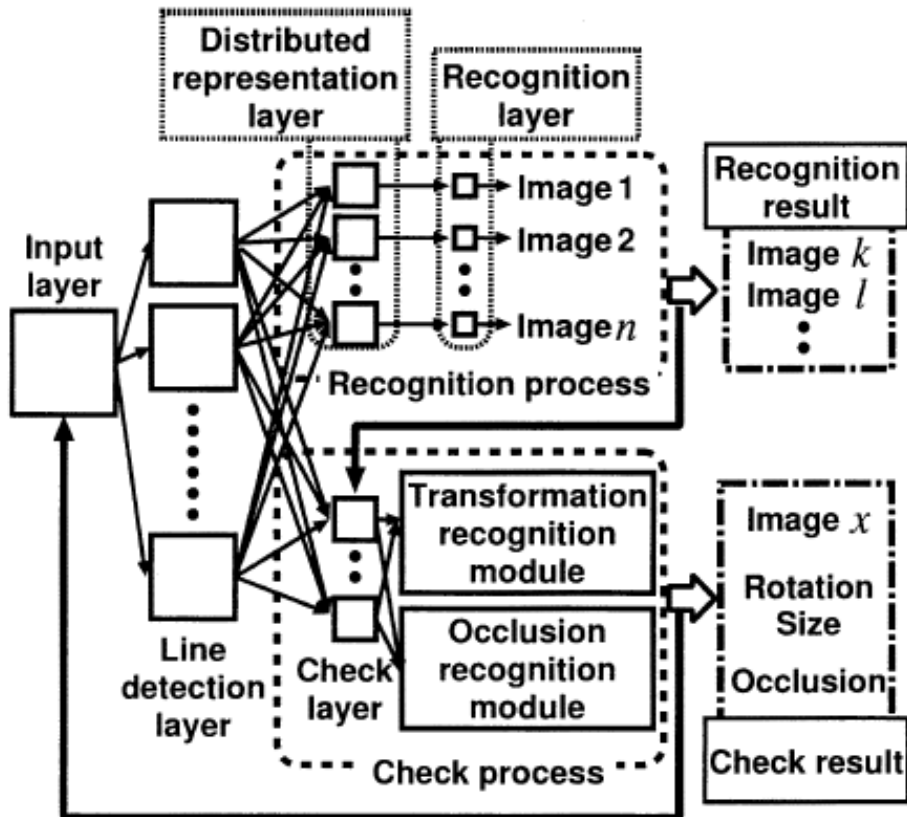 Distributed
representation
layer
Recognition
layer
Input
layer
Image 1
Image 2
Image n
Recognition process
Recognition
result
Image k
Image l
Line
detection
layer
Check
layer
Transformation
recognition
module
Occlusion
recognition
module
Check process
Image x
Rotation
Size
Occlusion
Check result